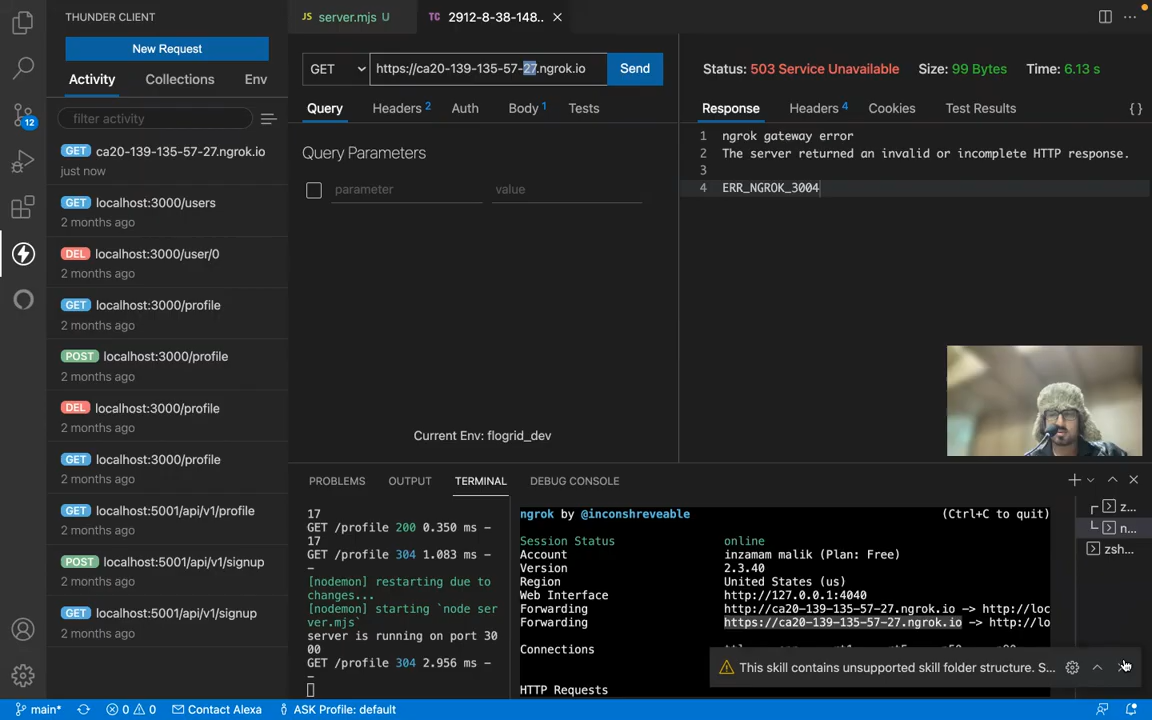 THUNDER CLIENT
New Request
Activity Collections Env
filter activity
GET ca20-139-135-57-27.ngrok.io
just now
GET localhost:3000/users
2 months ago
DEL localhost:3000/user/0
2 months ago
GET localhost:3000/profile
2 months ago
POST localhost:3000/profile
2 months ago
DEL localhost:3000/profile
2 months ago
GET localhost:3000/profile
2 months ago
GET localhost:5001/api/v1/profile
2 months ago
POST localhost:5001/api/v1/signup
2 months ago
GET localhost:5001/api/v1/signup
2 months ago
12
JS server.mjs U
TC 2912-8-38-148...
GET https://ca20-139-135-57-27.ngrok.io Send
Query Headers 2 Auth Body 1 Tests
Query Parameters
parameter value
Current Env: flogrid_dev
Status: 503 Service Unavailable Size: 99 Bytes Time: 6.13 s
Response Headers 4 Cookies Test Results { }
1 ngrok gateway error
2 The server returned an invalid or incomplete HTTP response.
3
4 ERR_NGROK_3004
PROBLEMS OUTPUT TERMINAL DEBUG CONSOLE
17
GET /profile 200 0.350 ms -
17
GET /profile 304 1.083 ms -
-
[nodemon] restarting due to
changes...
[nodemon] starting `node ser
ver.mjs`
server is running on port 30
00
GET /profile 304 2.956 ms -
-
ngrok by @inconshreveable (Ctrl+C to quit)
Session Status online
Account inzamam malik (Plan: Free)
Version 2.3.40
Region United States (us)
Web Interface http://127.0.0.1:4040
Forwarding http://ca20-139-135-57-27.ngrok.io -> http://loc
Forwarding https://ca20-139-135-57-27.ngrok.io -> http://lo
Connections
HTTP Requests
z...
n...
zsh...
This skill contains unsupported skill folder structure. S...
main* 0 0 Contact Alexa ASK Profile: default